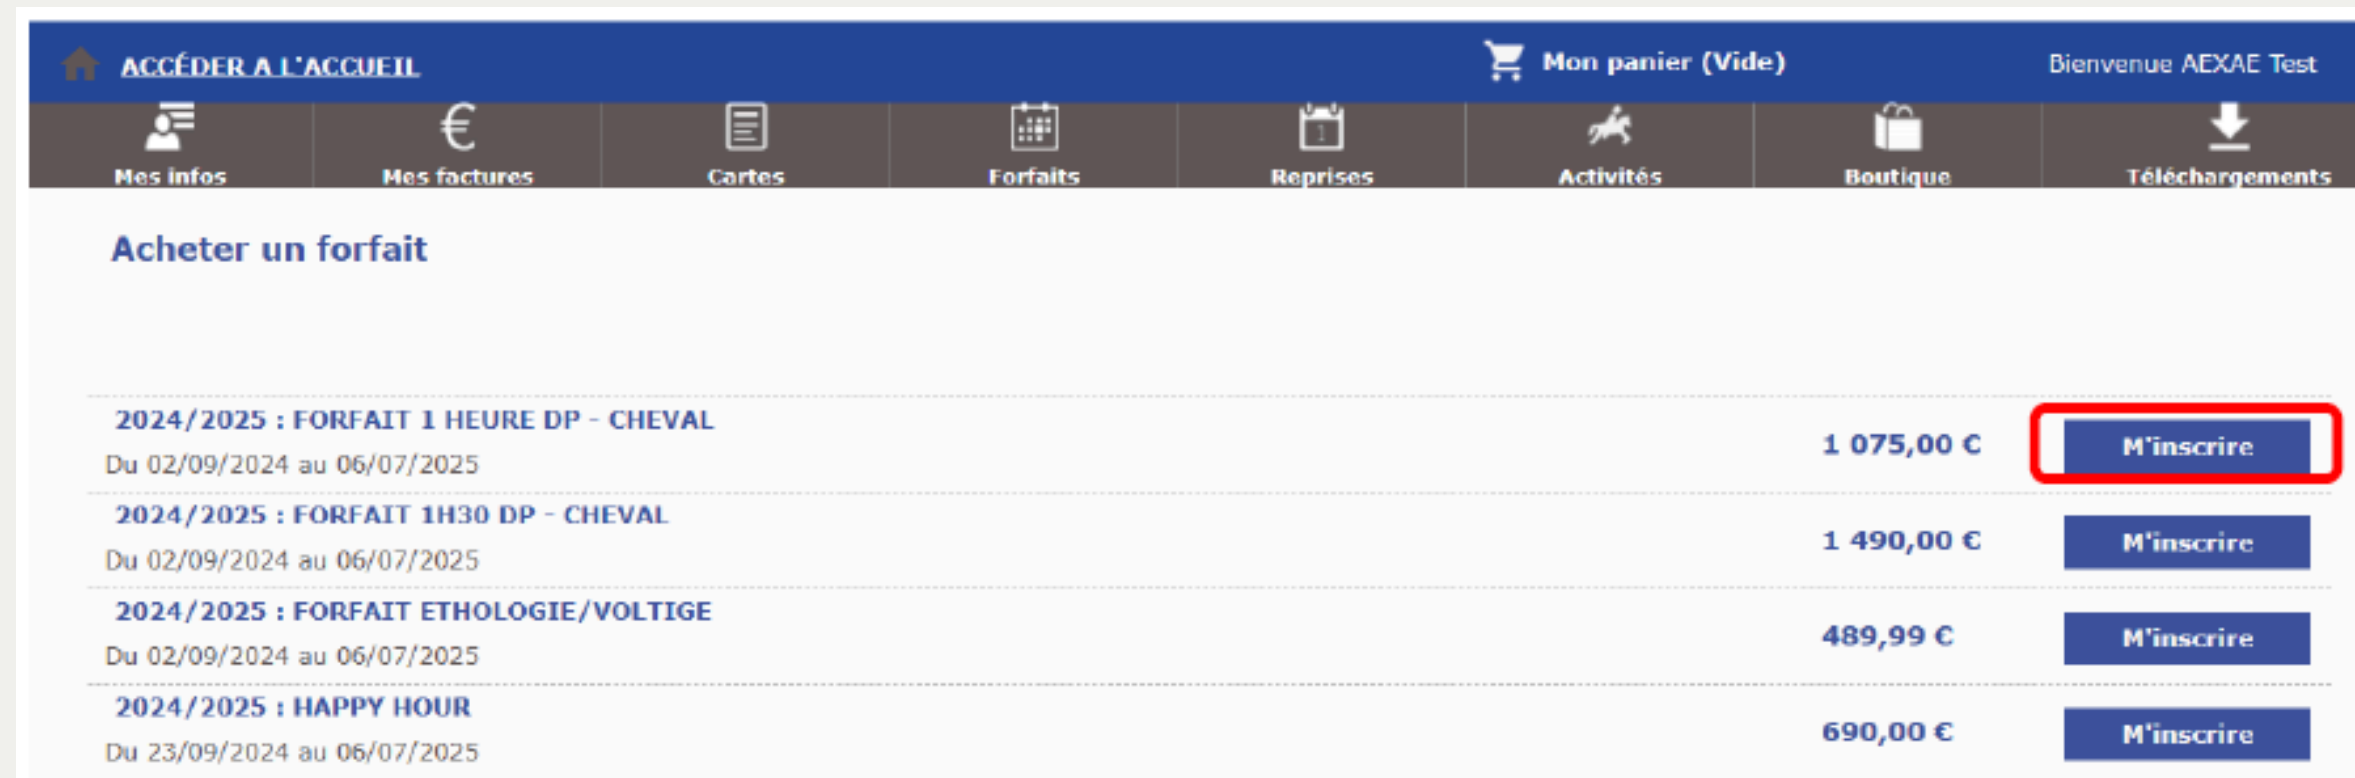 ACCÉDER A L'ACCUEIL
Mon panier (Vide)
Bienvenue AEXAE Test
Mes infos
Mes factures
Cartes
Forfaits
1
Reprises
Activités
Boutique
Téléchargements
Acheter un forfait
2024/2025 : FORFAIT 1 HEURE DP - CHEVAL
Du 02/09/2024 au 06/07/2025
1 075,00 €
M'inscrire
2024/2025 : FORFAIT 1H30 DP - CHEVAL
Du 02/09/2024 au 06/07/2025
1 490,00 €
M'inscrire
2024/2025 : FORFAIT ETHOLOGIE/VOLTIGE
Du 02/09/2024 au 06/07/2025
489,99 €
M'inscrire
2024/2025 : HAPPY HOUR
Du 23/09/2024 au 06/07/2025
690,00 €
M'inscrire